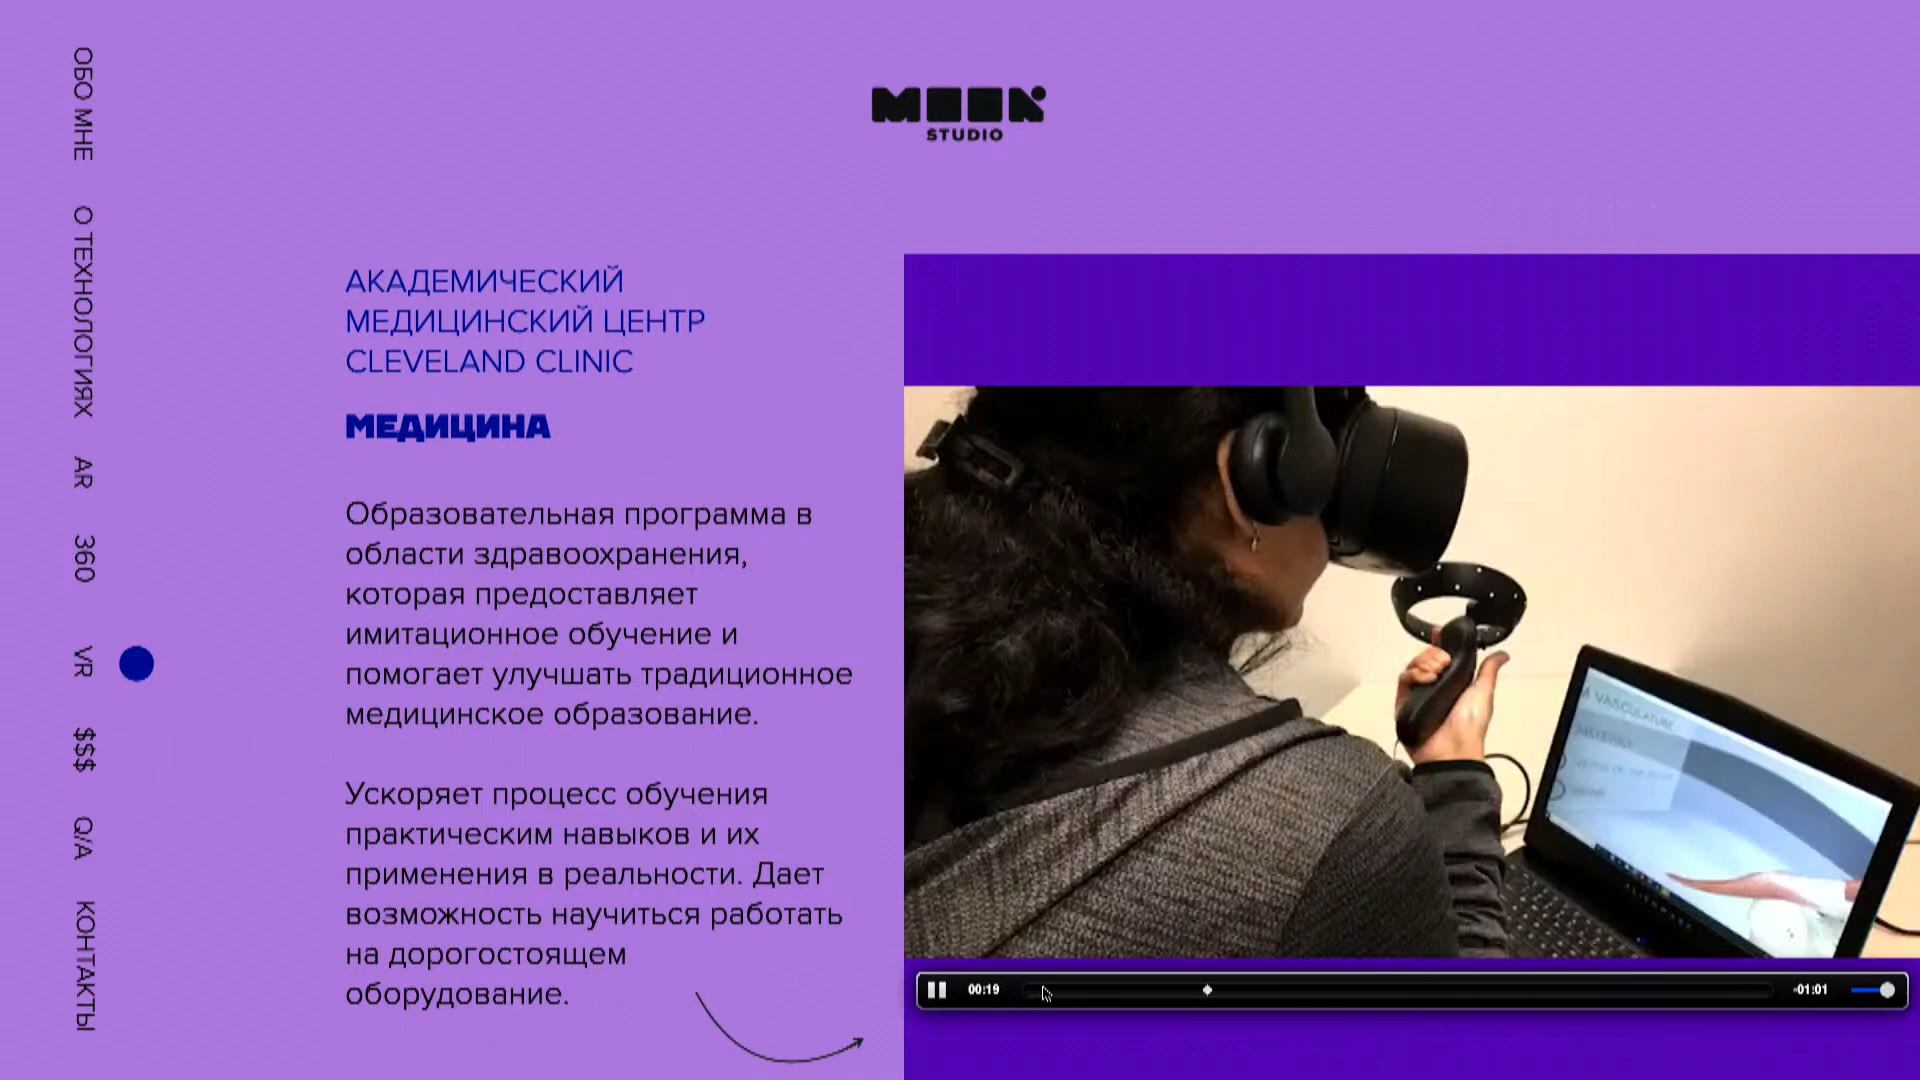 ОБО МНЕ
О ТЕХНОЛОГИЯХ
AR
360
VR
$$$
Q/A
КОНТАКТЫ
MOON
STUDIO
АКАДЕМИЧЕСКИЙ
МЕДИЦИНСКИЙ ЦЕНТР
CLEVELAND CLINIC
МЕДИЦИНА
Образовательная программа в
области здравоохранения,
которая предоставляет
имитационное обучение и
помогает улучшать традиционное
медицинское образование.
Ускоряет процесс обучения
практическим навыков и их
применения в реальности. Дает
возможность научиться работать
на дорогостоящем
оборудование.
VASCULATURE
00:19
-01:01